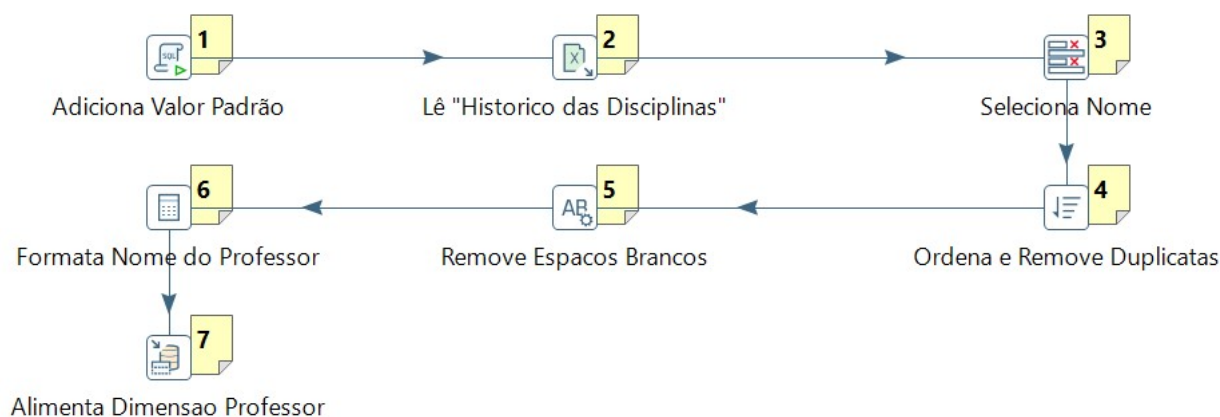 1
Adiciona Valor Padrão
2
Lê "Historico das Disciplinas"
3
Seleciona Nome
4
Ordena e Remove Duplicatas
5
Remove Espacos Brancos
6
Formata Nome do Professor
7
Alimenta Dimensao Professor